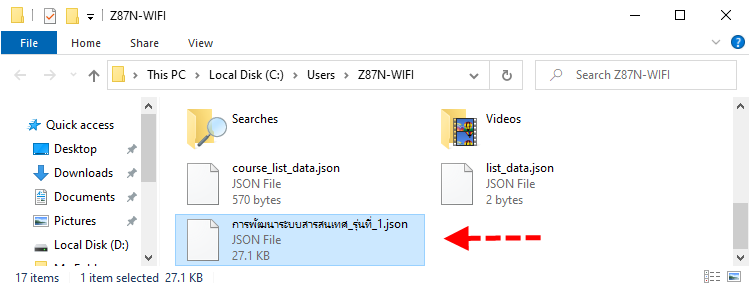 Z87N-WIFI
File
Home
Share
View
This PC
Local Disk (C:)
Users
Z87N-WIFI
Search Z87N-WIFI
Quick access
Desktop
Downloads
Documents
Pictures
Local Disk (D:)
Searches
Videos
course_list_data.json
JSON File
570 bytes
list_data.json
JSON File
2 bytes
การพัฒนาระบบสารสนเทศ_รุ่นที่_1.json
JSON File
27.1 KB
17 items
1 item selected 27.1 KB